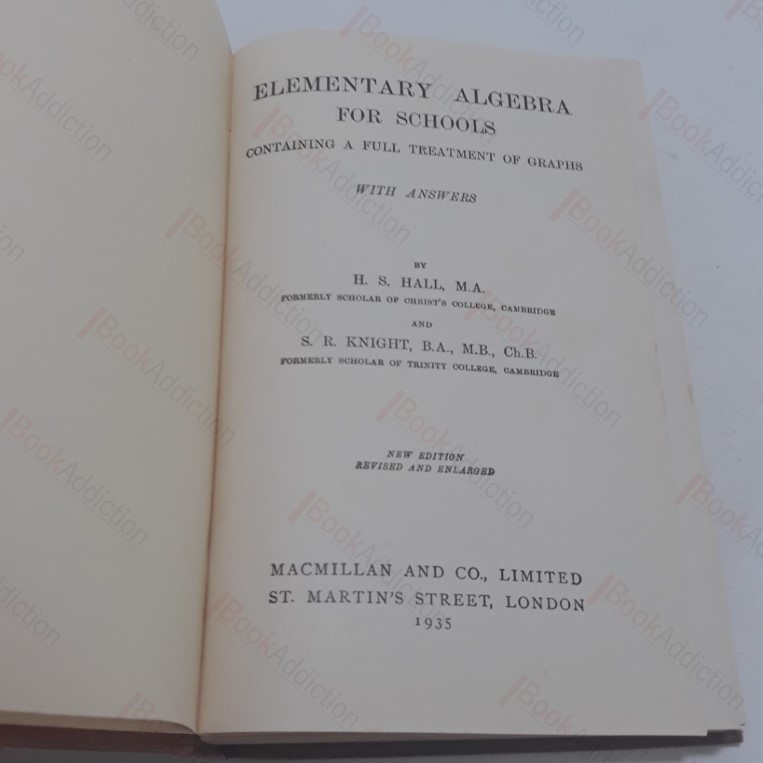 ELEMENTARY ALGEBRA
FOR SCHOOLS
CONTAINING A FULL TREATMENT OF GRAPHS
WITH ANSWERS
BY
H. S. HALL, M.A.
FORMERLY SCHOLAR OF CHRIST'S COLLEGE, CAMBRIDGE
AND
S. R. KNIGHT, B.A., M.B., Ch.B.
FORMERLY SCHOLAR OF TRINITY COLLEGE, CAMBRIDGE
NEW EDITION
REVISED AND ENLARGED
MACMILLAN AND CO., LIMITED
ST. MARTIN'S STREET, LONDON
1935
BookAddiction